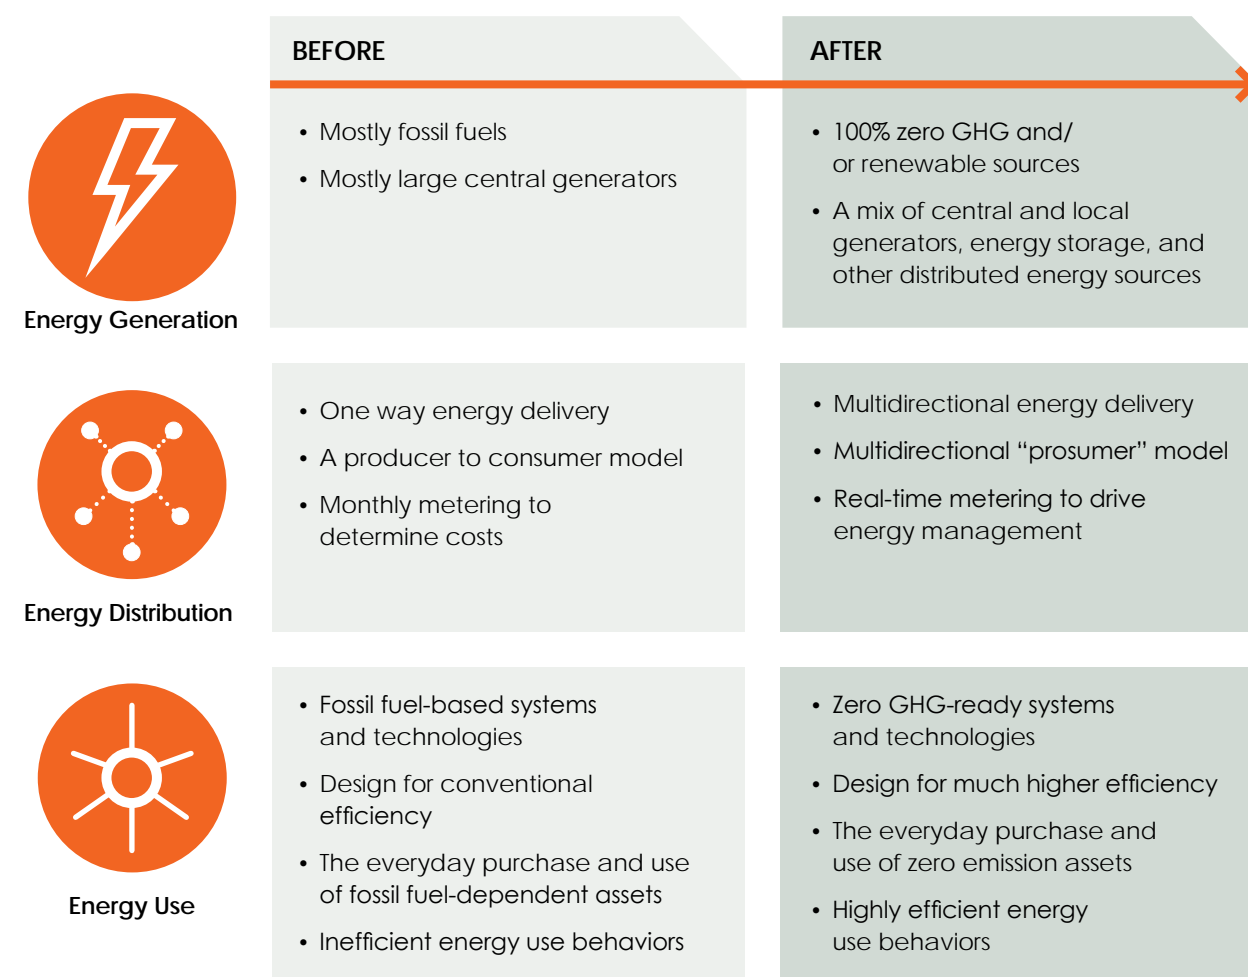 BEFORE
AFTER
Energy Generation
• Mostly fossil fuels
• Mostly large central generators
• 100% zero GHG and/
or renewable sources
• A mix of central and local
generators, energy storage, and
other distributed energy sources
Energy Distribution
• One way energy delivery
• A producer to consumer model
• Monthly metering to
determine costs
• Multidirectional energy delivery
• Multidirectional “prosumer” model
• Real-time metering to drive
energy management
Energy Use
• Fossil fuel-based systems
and technologies
• Design for conventional
efficiency
• The everyday purchase and use
of fossil fuel-dependent assets
• Inefficient energy use behaviors
• Zero GHG-ready systems
and technologies
• Design for much higher efficiency
• The everyday purchase and
use of zero emission assets
• Highly efficient energy
use behaviors